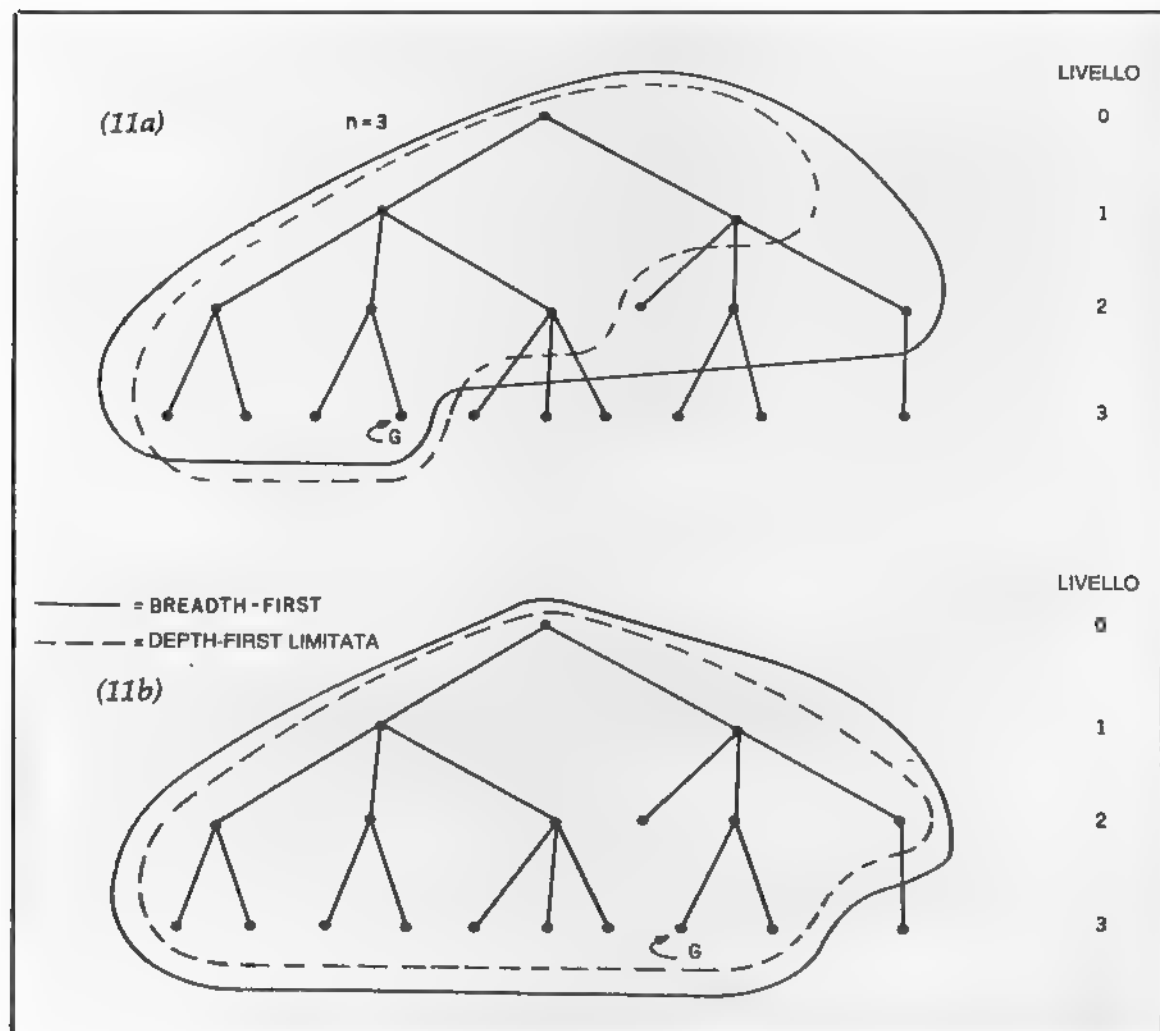 LIVELLO
(11a)
n=3
0
1
2
3
G
LIVELLO
= BREADTH-FIRST
0
= DEPTH-FIRST LIMITATA
(11b)
1
2
3
G